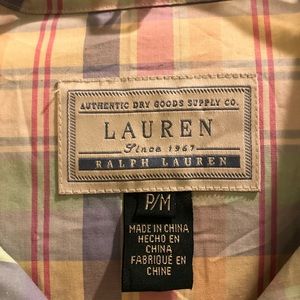 AUTHENTIC DRY GOODS SUPPLY CO.
LAUREN
Since 1967
RALPH LAUREN
P/M
MADE IN CHINA
HECHO EN
CHINA
FABRIQUÉ EN
CHINE